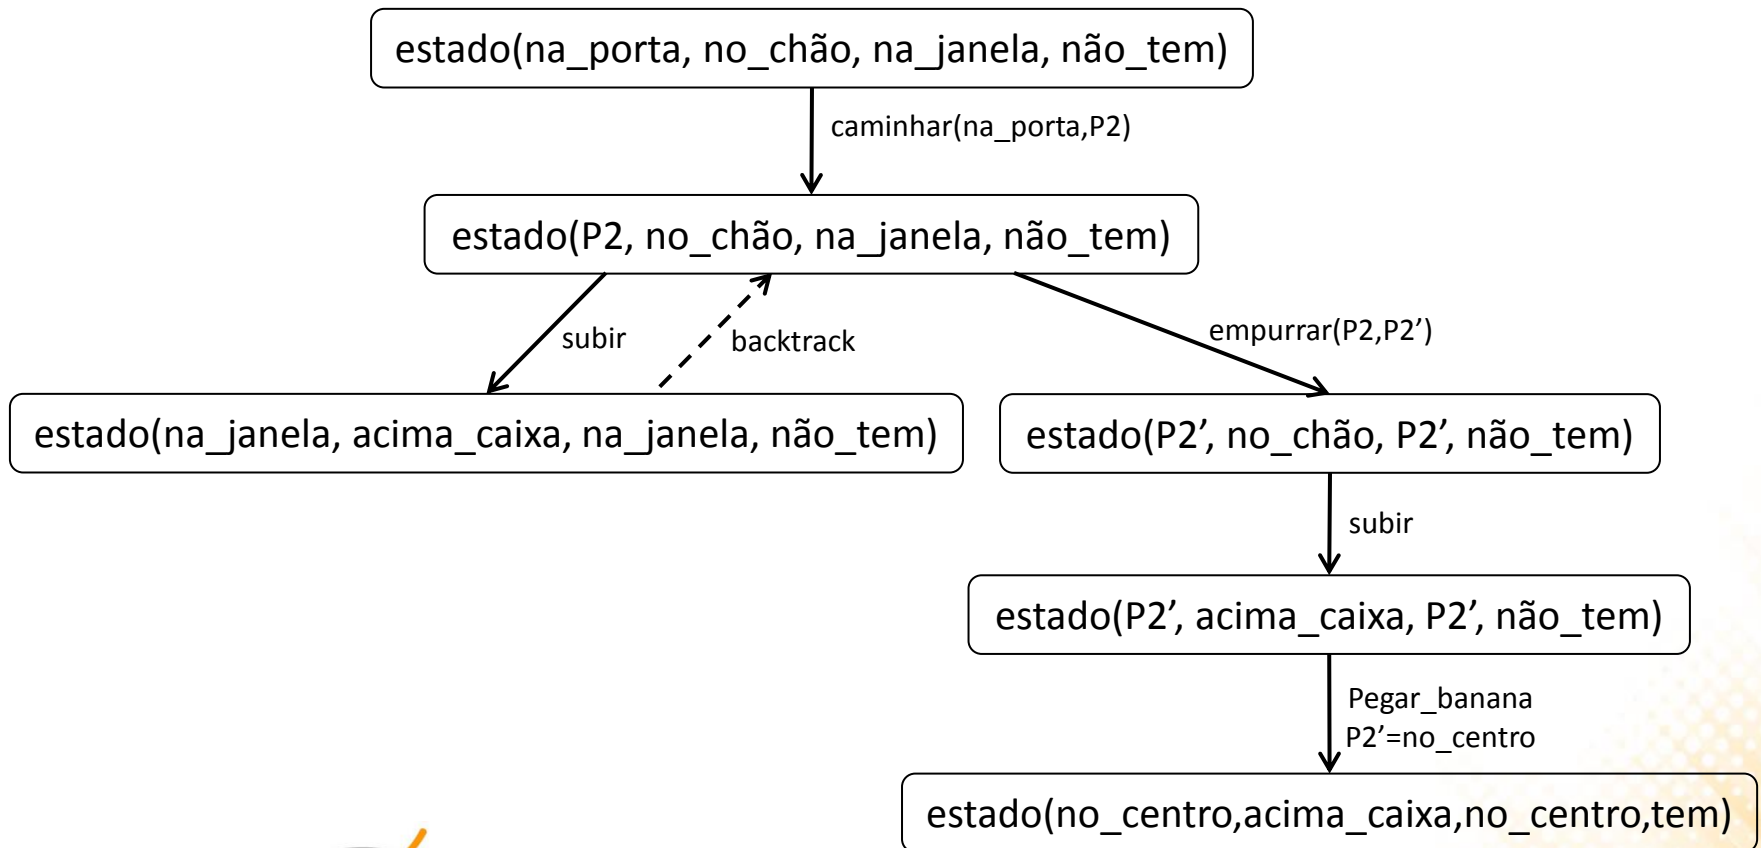 estado(na_porta, no_chão, na_janela, não_tem)
caminhar(na_porta,P2)
estado(P2, no_chão, na_janela, não_tem)
subir
backtrack
empurrar(P2,P2’)
estado(na_janela, acima_caixa, na_janela, não_tem)
estado(P2’, no_chão, P2’, não_tem)
subir
estado(P2’, acima_caixa, P2’, não_tem)
Pegar_banana
P2’=no_centro
estado(no_centro,acima_caixa,no_centro,tem)